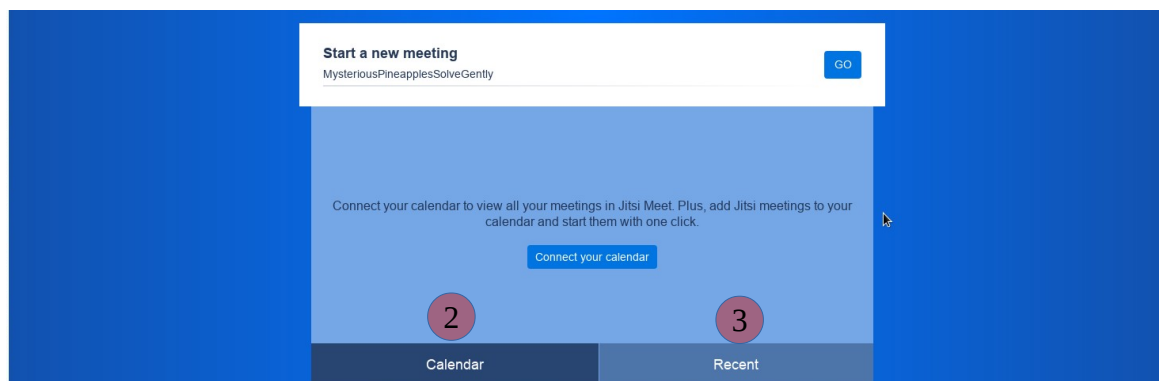 Start a new meeting
MysteriousPineapplesSolveGently
GO
Connect your calendar to view all your meetings in Jitsi Meet. Plus, add Jitsi meetings to your
calendar and start them with one click.
Connect your calendar
2
3
Calendar
Recent